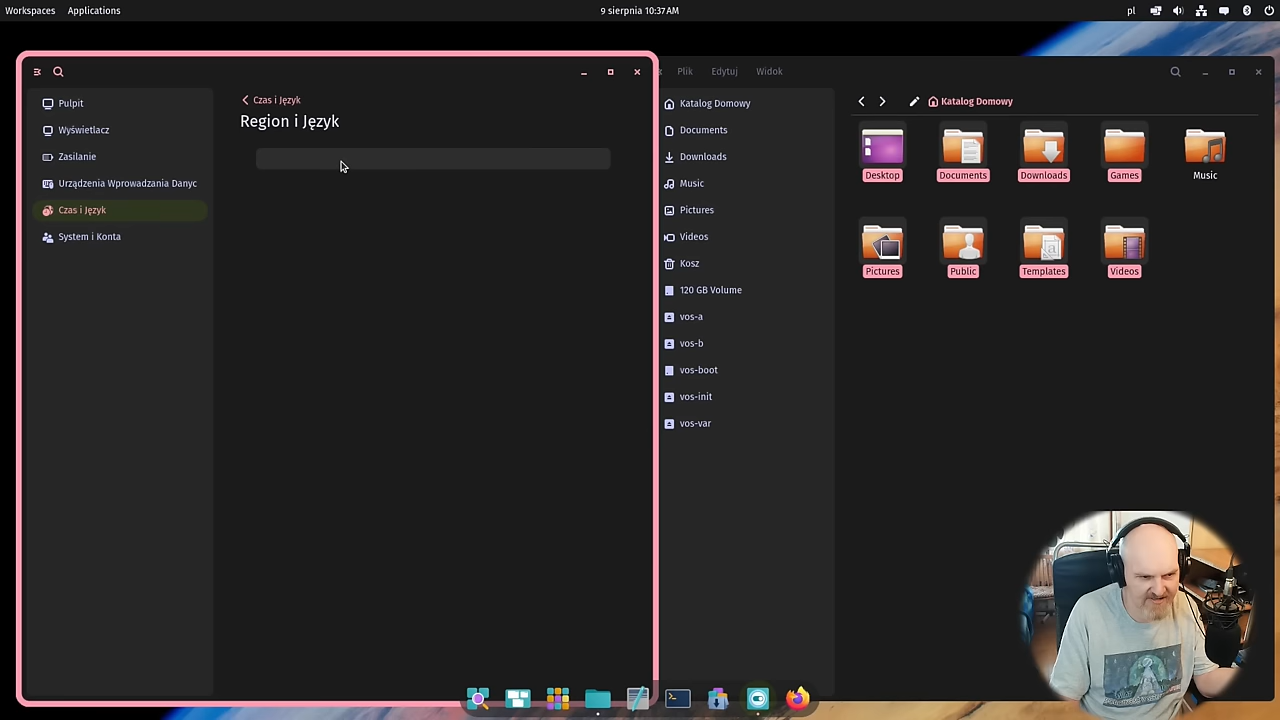 Workspaces
Applications
9 sierpnia 10:37 AM
pl
Plik
Edytuj
Widok
Pulpit
Wyświetlacz
Zasilanie
Urządzenia Wprowadzania Danyc
Czas i Język
System i Konta
Czas i Język
Region i Język
Katalog Domowy
Documents
Downloads
Music
Pictures
Videos
Kosz
120 GB Volume
vos-a
vos-b
vos-boot
vos-init
vos-var
Katalog Domowy
Desktop
Documents
Downloads
Games
Music
Pictures
Public
Templates
Videos